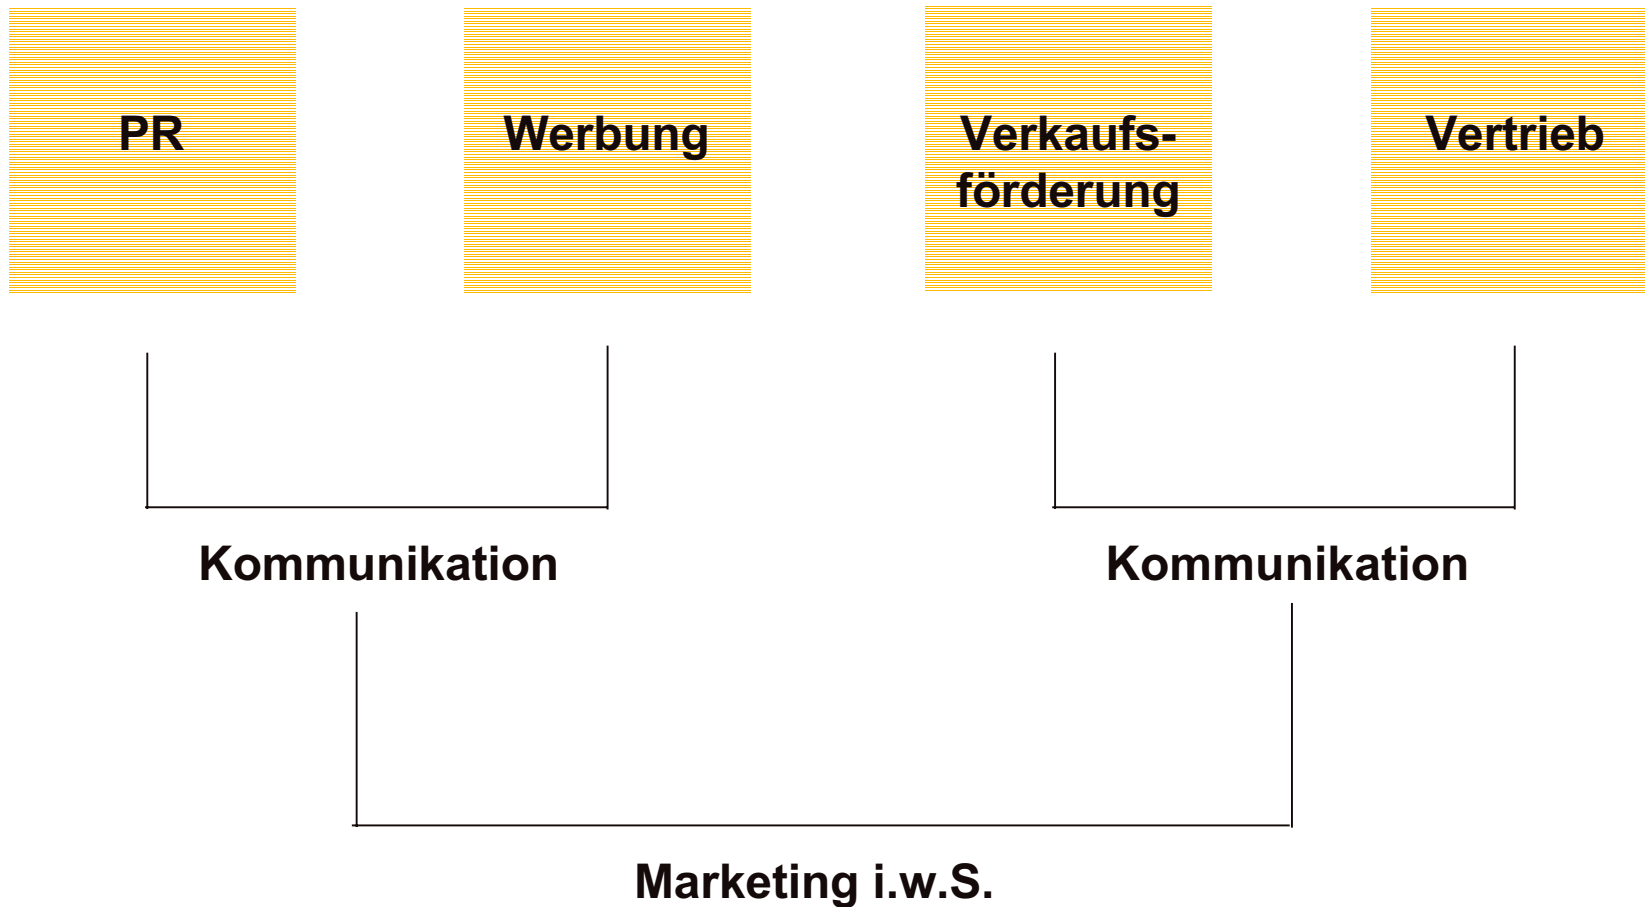 PR
Werbung
Verkaufs-
förderung
Vertrieb
Kommunikation
Kommunikation
Marketing i.w.S.